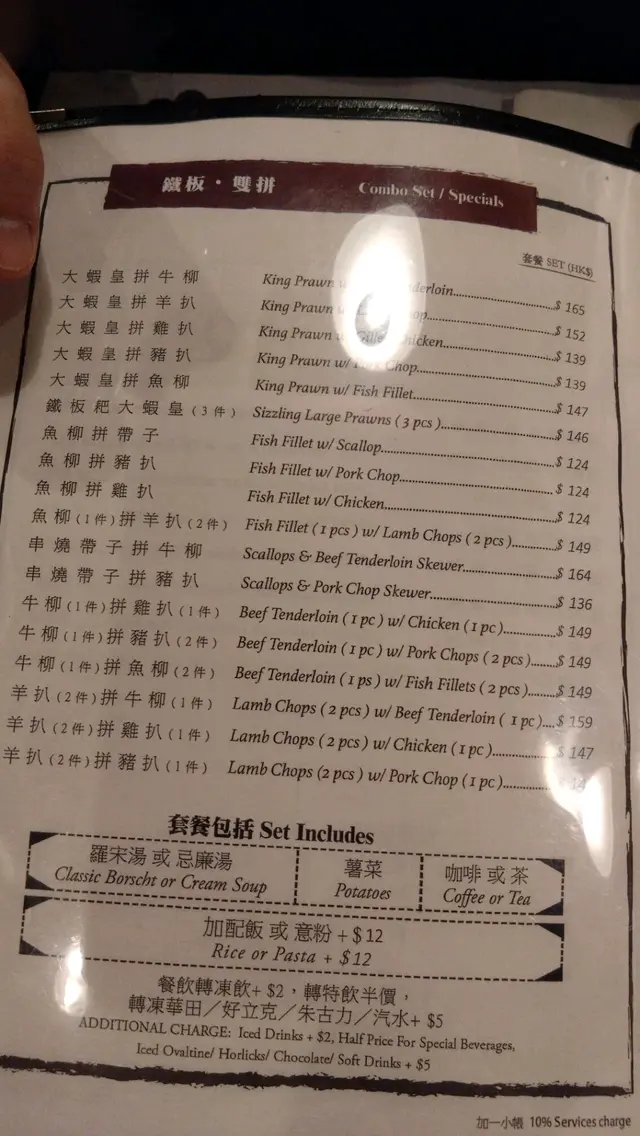 鐵板・雙拼 Combo Set / Specials
套餐 SET (HK$)
大蝦皇拼牛柳 King Prawn w/ Tenderloin $ 165
大蝦皇拼羊扒 King Prawn $ 152
大蝦皇拼雞扒 King Prawn w/ Chicken $ 139
大蝦皇拼豬扒 King Prawn w/ Pork Chop $ 139
大蝦皇拼魚柳 King Prawn w/ Fish Fillet $ 147
鐵板耙大蝦皇(3件) Sizzling Large Prawns (3 pcs) $ 146
魚柳拼帶子 Fish Fillet w/ Scallop $ 124
魚柳拼豬扒 Fish Fillet w/ Pork Chop $ 124
魚柳拼雞扒 Fish Fillet w/ Chicken $ 124
魚柳(1件)拼羊扒(2件) Fish Fillet (1 pcs) w/ Lamb Chops (2 pcs) $ 149
串燒帶子拼牛柳 Scallops & Beef Tenderloin Skewer $ 164
串燒帶子拼豬扒 Scallops & Pork Chop Skewer $ 136
牛柳(1件)拼雞扒(1件) Beef Tenderloin (1 pc) w/ Chicken (1 pc) $ 149
牛柳(1件)拼豬扒(2件) Beef Tenderloin (1 pc) w/ Pork Chops (2 pcs) $ 149
牛柳(1件)拼魚柳(2件) Beef Tenderloin (1 ps) w/ Fish Fillets (2 pcs) $ 149
羊扒(2件)拼牛柳(1件) Lamb Chops (2 pcs) w/ Beef Tenderloin (1 pc) $ 159
羊扒(2件)拼雞扒(1件) Lamb Chops (2 pcs) w/ Chicken (1 pc) $ 147
羊扒(2件)拼豬扒(1件) Lamb Chops (2 pcs) w/ Pork Chop (1 pc)
套餐包括 Set Includes
羅宋湯 或 忌廉湯 薯菜 咖啡 或 茶
Classic Borscht or Cream Soup Potatoes Coffee or Tea
加配飯 或 意粉 + $12
Rice or Pasta + $12
餐飲轉凍飲+ $2，轉特飲半價，
轉凍華田／好立克／朱古力／汽水+ $5
ADDITIONAL CHARGE: Iced Drinks + $2, Half Price For Special Beverages,
Iced Ovaltine/ Horlicks/ Chocolate/ Soft Drinks + $5
加一小帳 10% Services charge